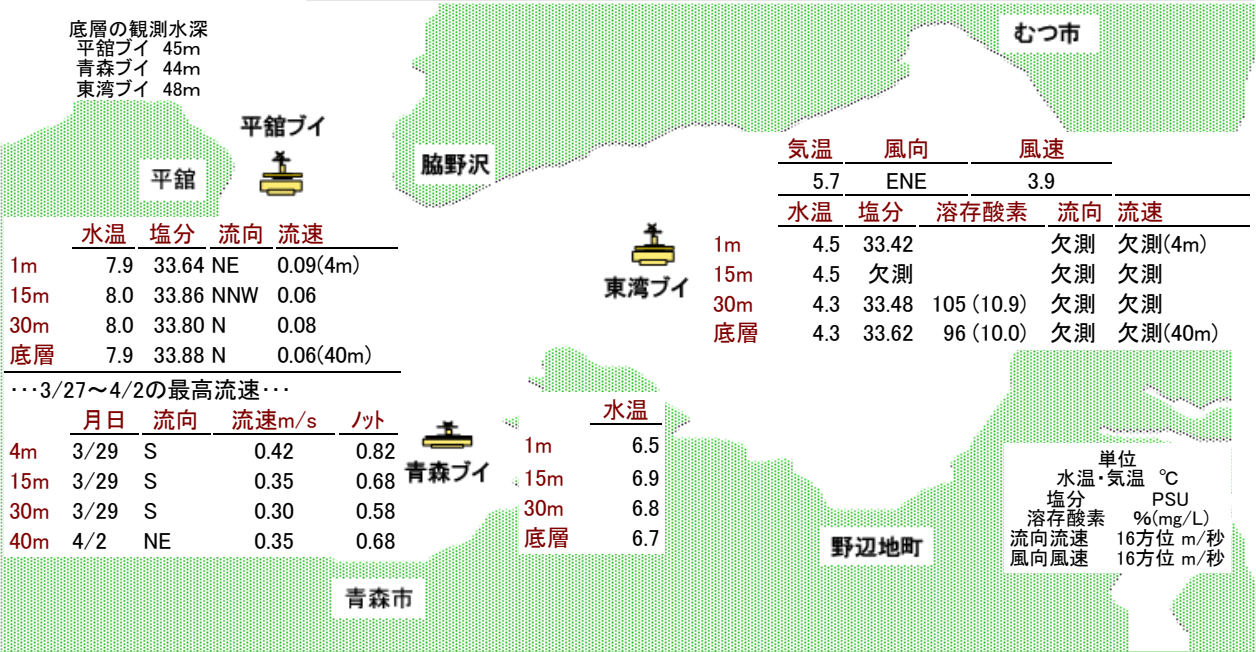 底層の観測水深
平舘ブイ 45m
青森ブイ 44m
東湾ブイ 48m
むつ市
平舘ブイ
平舘
脇野沢
気温 風向 風速
5.7 ENE 3.9
水温 塩分 溶存酸素 流向 流速
1m 4.5 33.42 欠測 欠測(4m)
15m 4.5 欠測 欠測 欠測
30m 4.3 33.48 105 (10.9) 欠測 欠測
底層 4.3 33.62 96 (10.0) 欠測 欠測(40m)
東湾ブイ
水温 塩分 流向 流速
1m 7.9 33.64 NE 0.09(4m)
15m 8.0 33.86 NNW 0.06
30m 8.0 33.80 N 0.08
底層 7.9 33.88 N 0.06(40m)
･･･3/27～4/2の最高流速･･･
月日 流向 流速m/s ﾉｯﾄ
4m 3/29 S 0.42 0.82
15m 3/29 S 0.35 0.68
30m 3/29 S 0.30 0.58
40m 4/2 NE 0.35 0.68
青森ブイ
水温
1m 6.5
15m 6.9
30m 6.8
底層 6.7
単位
水温･気温 ℃
塩分 PSU
溶存酸素 %(mg/L)
流向流速 16方位 m/秒
風向風速 16方位 m/秒
野辺地町
青森市